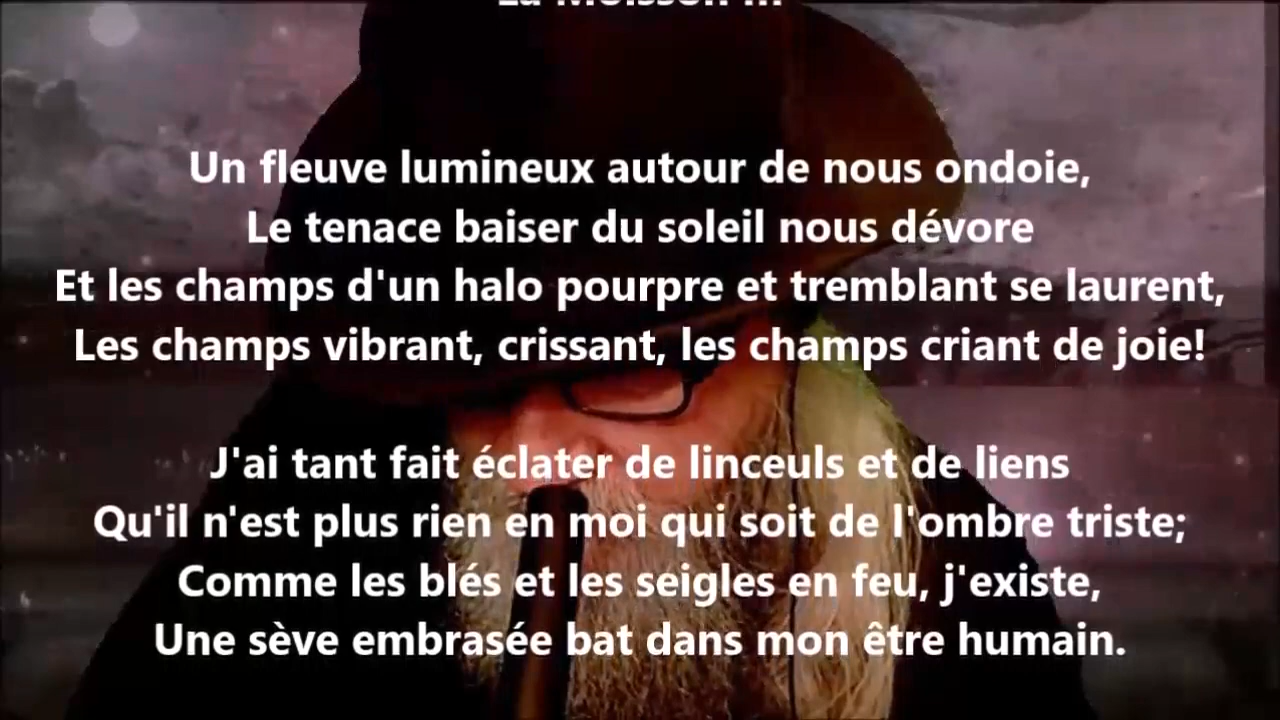 La Moisson ...
Un fleuve lumineux autour de nous ondoie,
Le tenace baiser du soleil nous dévore
Et les champs d'un halo pourpre et tremblant se laurent,
Les champs vibrant, crissant, les champs criant de joie!
J'ai tant fait éclater de linceuls et de liens
Qu'il n'est plus rien en moi qui soit de l'ombre triste;
Comme les blés et les seigles en feu, j'existe,
Une sève embrasée bat dans mon être humain.